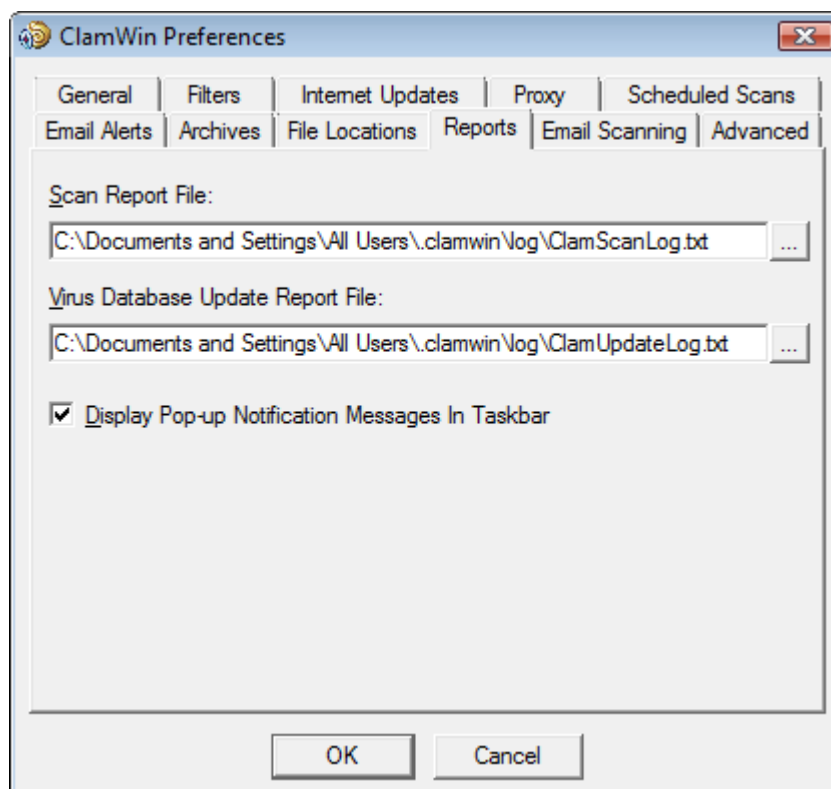 ClamWin Preferences
General Filters Internet Updates Proxy Scheduled Scans
Email Alerts Archives File Locations Reports Email Scanning Advanced
Scan Report File:
C:\Documents and Settings\All Users\.clamwin\log\ClamScanLog.txt ...
Virus Database Update Report File:
C:\Documents and Settings\All Users\.clamwin\log\ClamUpdateLog.txt ...
Display Pop-up Notification Messages In Taskbar
OK Cancel